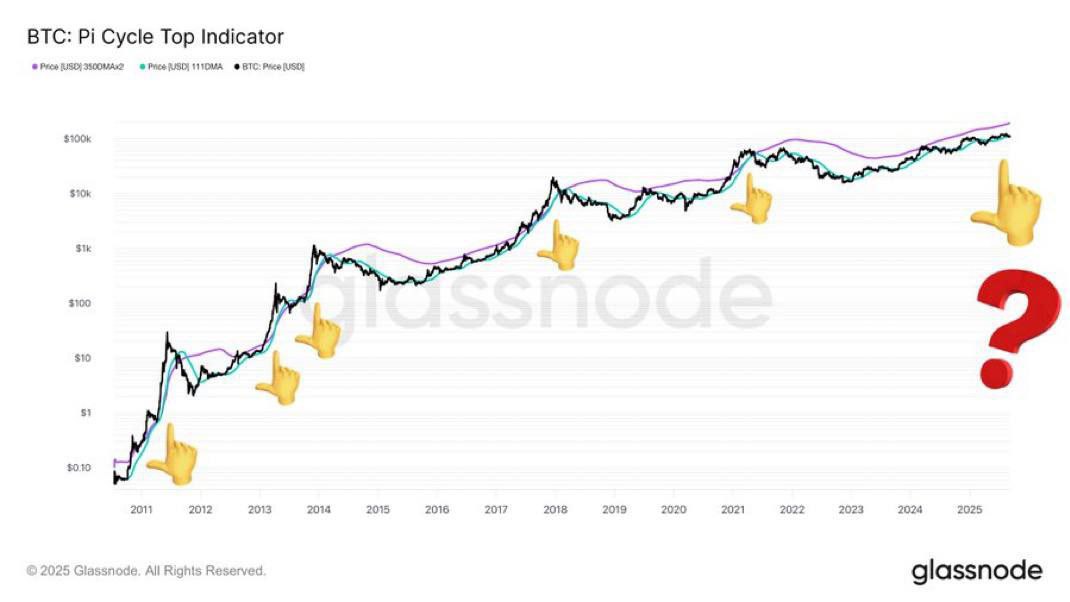 BTC: Pi Cycle Top Indicator
Price [USD] 350DMAx2 Price [USD] 111DMA BTC: Price [USD]
$100k
$10k
$1k
$100
$10
$1
$0.10
glassnode
?
2011 2012 2013 2014 2015 2016 2017 2018 2019 2020 2021 2022 2023 2024 2025
© 2025 Glassnode. All Rights Reserved.
glassnode